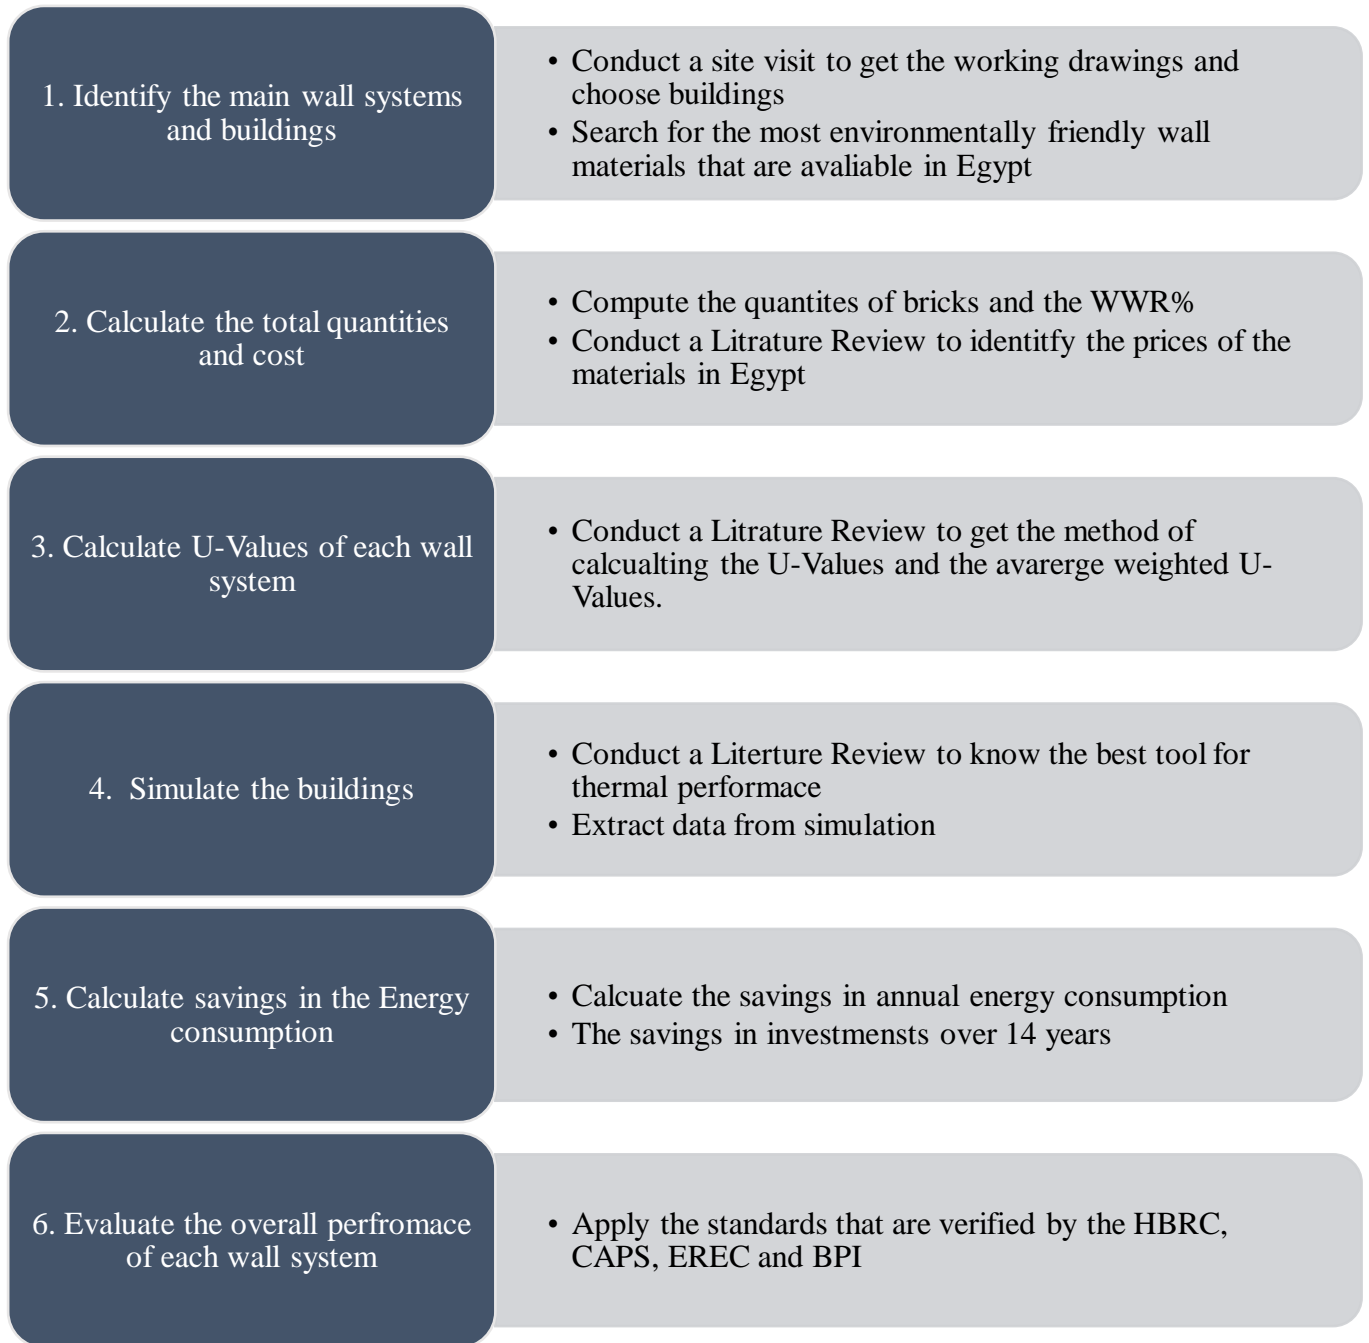 1. Identify the main wall systems
and buildings
• Conduct a site visit to get the working drawings and
choose buildings
• Search for the most environmentally friendly wall
materials that are avaliable in Egypt
2. Calculate the total quantities
and cost
• Compute the quantites of bricks and the WWR%
• Conduct a Litrature Review to identitfy the prices of the
materials in Egypt
3. Calculate U-Values of each wall
system
• Conduct a Litrature Review to get the method of
calcualting the U-Values and the avarerge weighted U-
Values.
4. Simulate the buildings
• Conduct a Literture Review to know the best tool for
thermal performace
• Extract data from simulation
5. Calculate savings in the Energy
consumption
• Calcuate the savings in annual energy consumption
• The savings in investmensts over 14 years
6. Evaluate the overall perfromace
of each wall system
• Apply the standards that are verified by the HBRC,
CAPS, EREC and BPI